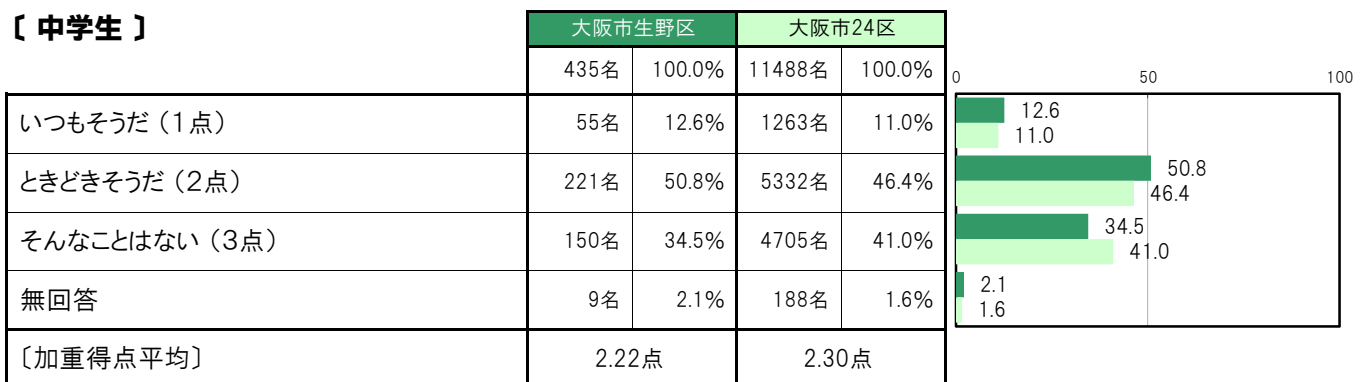 〔 中学生 〕
大阪市生野区 大阪市24区
435名 100.0% 11488名 100.0%
0 50 100
いつもそうだ（1点） 55名 12.6% 1263名 11.0%
12.6
11.0
ときどきそうだ（2点） 221名 50.8% 5332名 46.4%
50.8
46.4
そんなことはない（3点） 150名 34.5% 4705名 41.0%
34.5
41.0
無回答 9名 2.1% 188名 1.6%
2.1
1.6
〔加重得点平均〕 2.22点 2.30点